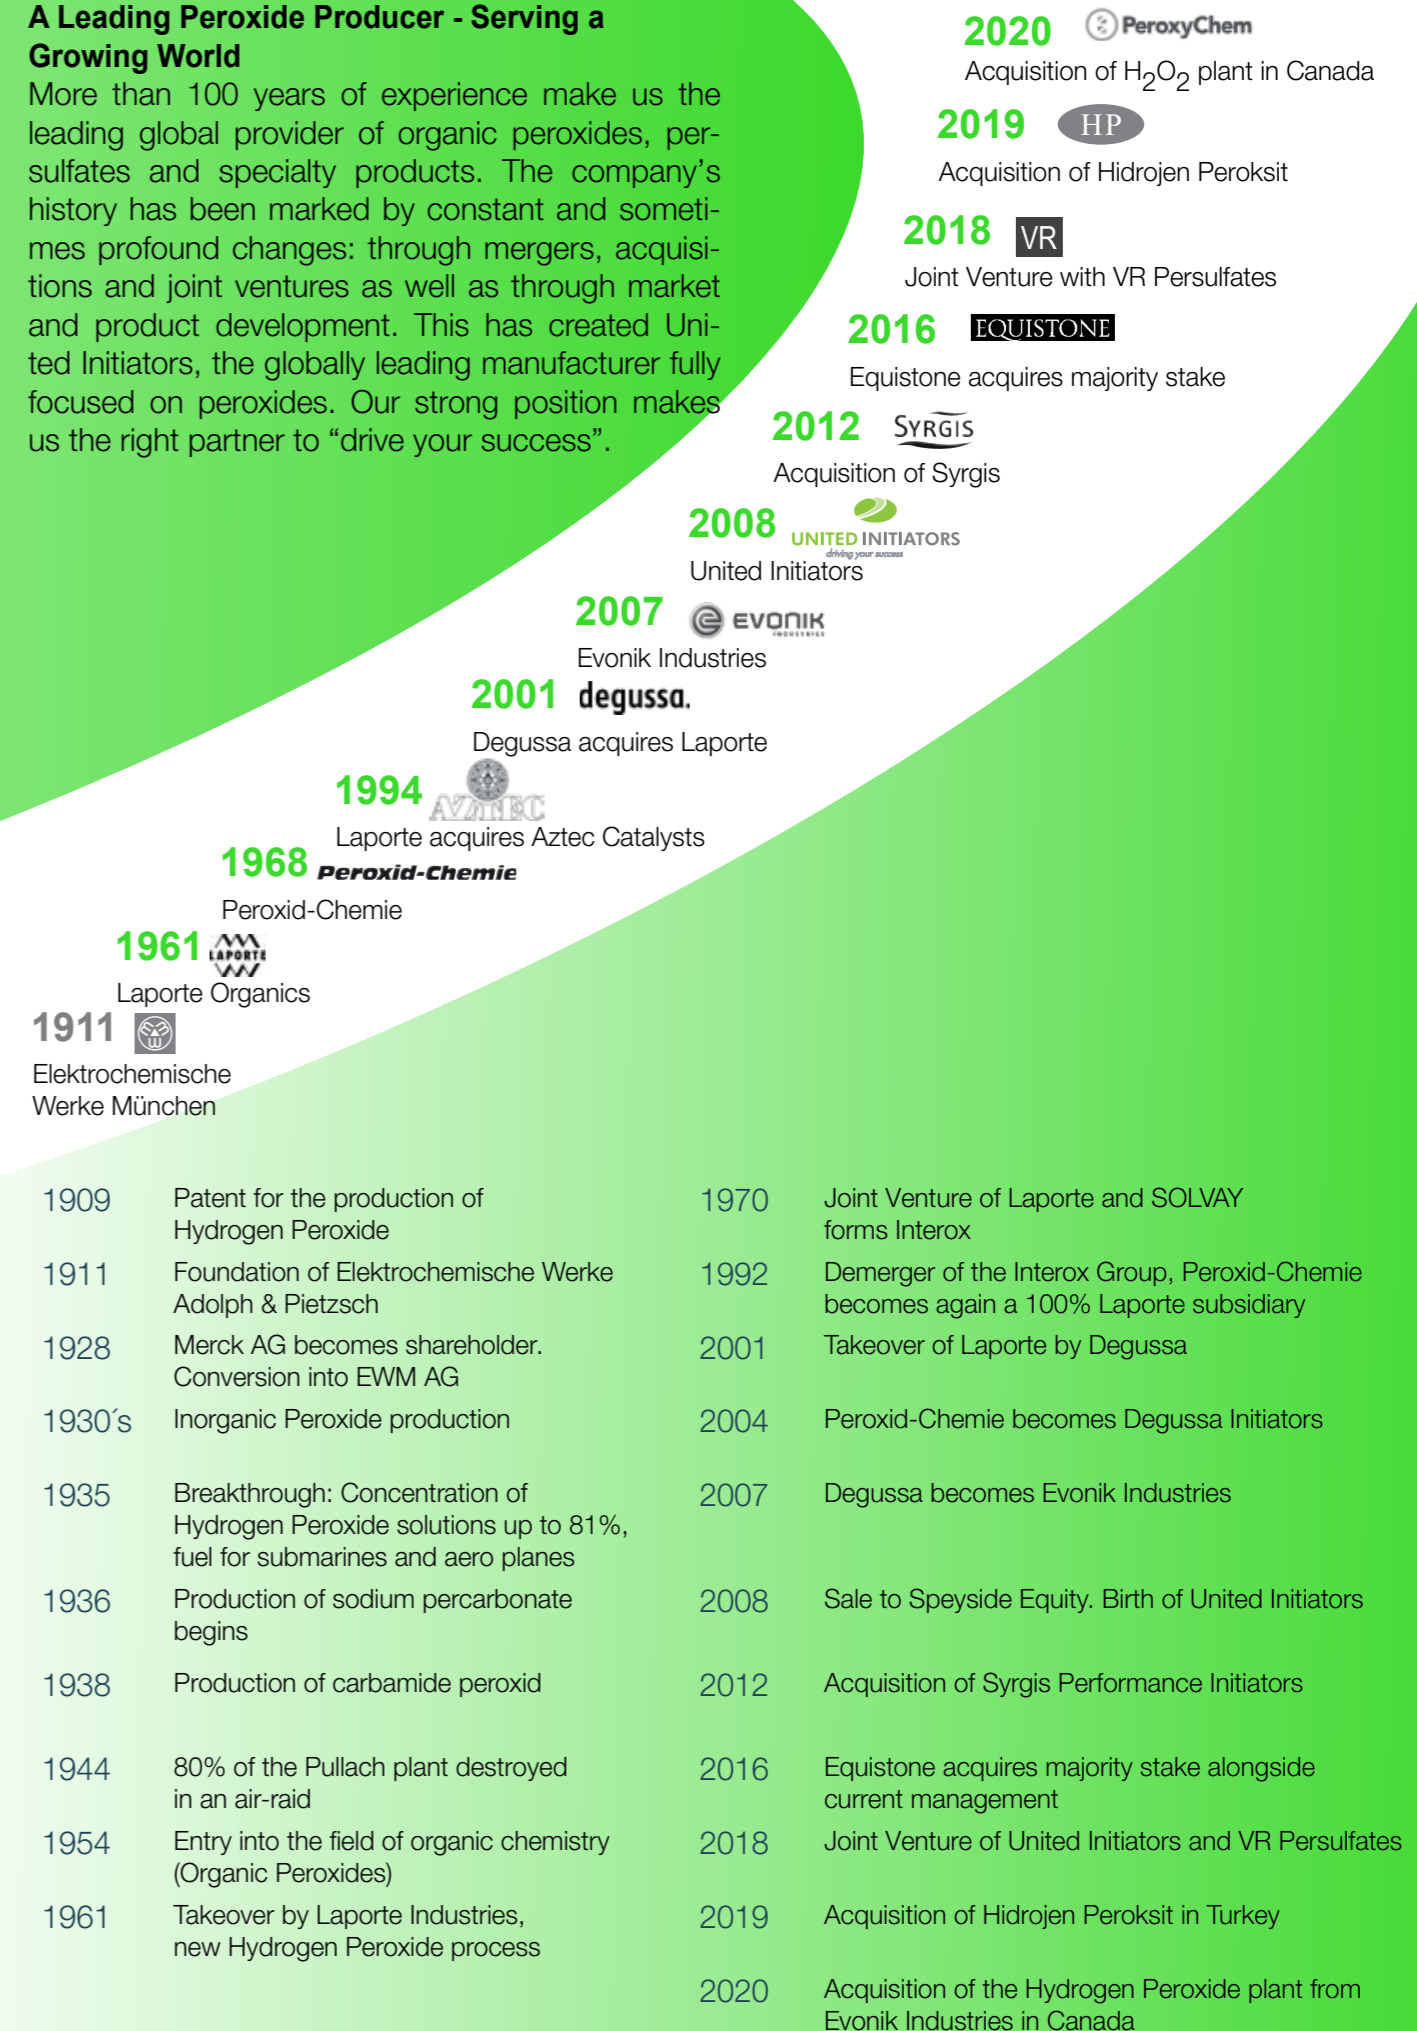 A Leading Peroxide Producer - Serving a
Growing World
More than 100 years of experience make us the
leading global provider of organic peroxides, per-
sulfates and specialty products. The company’s
history has been marked by constant and someti-
mes profound changes: through mergers, acquisi-
tions and joint ventures as well as through market
and product development. This has created Uni-
ted Initiators, the globally leading manufacturer fully
focused on peroxides. Our strong position makes
us the right partner to “drive your success”.
2020 PeroxyChem
Acquisition of H2O2 plant in Canada
2019 HP
Acquisition of Hidrojen Peroksit
2018 VR
Joint Venture with VR Persulfates
2016 EQUISTONE
Equistone acquires majority stake
2012 SYRGIS
Acquisition of Syrgis
2008 UNITED INITIATORS
driving your success
United Initiators
2007 EVONIK
INDUSTRIES
Evonik Industries
2001 degussa.
Degussa acquires Laporte
1994 AZTEC
Laporte acquires Aztec Catalysts
1968 Peroxid-Chemie
Peroxid-Chemie
1961 LAPORTE
Laporte Organics
1911
Elektrochemische
Werke München
1909 Patent for the production of
Hydrogen Peroxide
1911 Foundation of Elektrochemische Werke
Adolph & Pietzsch
1928 Merck AG becomes shareholder.
Conversion into EWM AG
1930´s Inorganic Peroxide production
1935 Breakthrough: Concentration of
Hydrogen Peroxide solutions up to 81%,
fuel for submarines and aero planes
1936 Production of sodium percarbonate
begins
1938 Production of carbamide peroxid
1944 80% of the Pullach plant destroyed
in an air-raid
1954 Entry into the field of organic chemistry
(Organic Peroxides)
1961 Takeover by Laporte Industries,
new Hydrogen Peroxide process
1970 Joint Venture of Laporte and SOLVAY
forms Interox
1992 Demerger of the Interox Group, Peroxid-Chemie
becomes again a 100% Laporte subsidiary
2001 Takeover of Laporte by Degussa
2004 Peroxid-Chemie becomes Degussa Initiators
2007 Degussa becomes Evonik Industries
2008 Sale to Speyside Equity. Birth of United Initiators
2012 Acquisition of Syrgis Performance Initiators
2016 Equistone acquires majority stake alongside
current management
2018 Joint Venture of United Initiators and VR Persulfates
2019 Acquisition of Hidrojen Peroksit in Turkey
2020 Acquisition of the Hydrogen Peroxide plant from
Evonik Industries in Canada